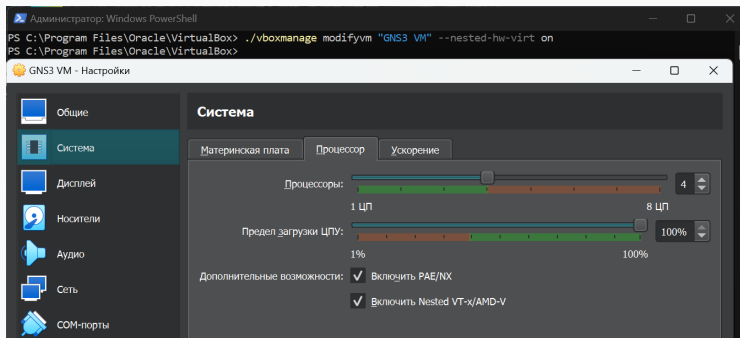 Администратор: Windows PowerShell
PS C:\Program Files\Oracle\VirtualBox> ./vboxmanage modifyvm "GNS3 VM" --nested-hw-virt on
PS C:\Program Files\Oracle\VirtualBox>
GNS3 VM - Настройки
Общие
Система
Дисплей
Носители
Аудио
Сеть
COM-порты
Система
Материнская плата Процессор Ускорение
Процессоры: 4
1 ЦП 8 ЦП
Предел загрузки ЦПУ: 100%
1% 100%
Дополнительные возможности: Включить PAE/NX
Включить Nested VT-x/AMD-V